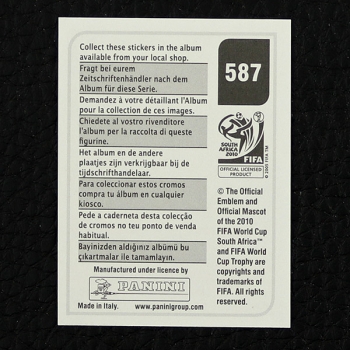 Collect these stickers in the album
available from your local shop.
Fragt bei eurem
Zeitschriftenhändler nach dem
Album für diese Serie.
Demandez à votre détaillant l'Album
pour la collection de ces images.
Chiedete al vostro rivenditore
l'album per la raccolta di queste
figurine.
Het album en de andere
plaatjes zijn verkrijgbaar bij de
tijdschrifthandelaar.
Para coleccionar estos cromos
compra tu álbum en cualquier
kiosco.
Pede a caderneta desta colecção
de cromos no teu ponto de venda
habitual.
Bayinizden aldığınız albümü bu
çıkartmalar ile tamamlayın.
Manufactured under licence by
PANINI
Made in Italy. www.paninigroup.com
587
SOUTH AFRICA
2010
FIFA
© 2005 FIFA TM
OFFICIAL LICENSED
PRODUCT
© The Official
Emblem and
Official Mascot
of the 2010
FIFA World Cup
South Africa™
and FIFA World
Cup Trophy are
copyrights and
trademarks of
FIFA. All rights
reserved.